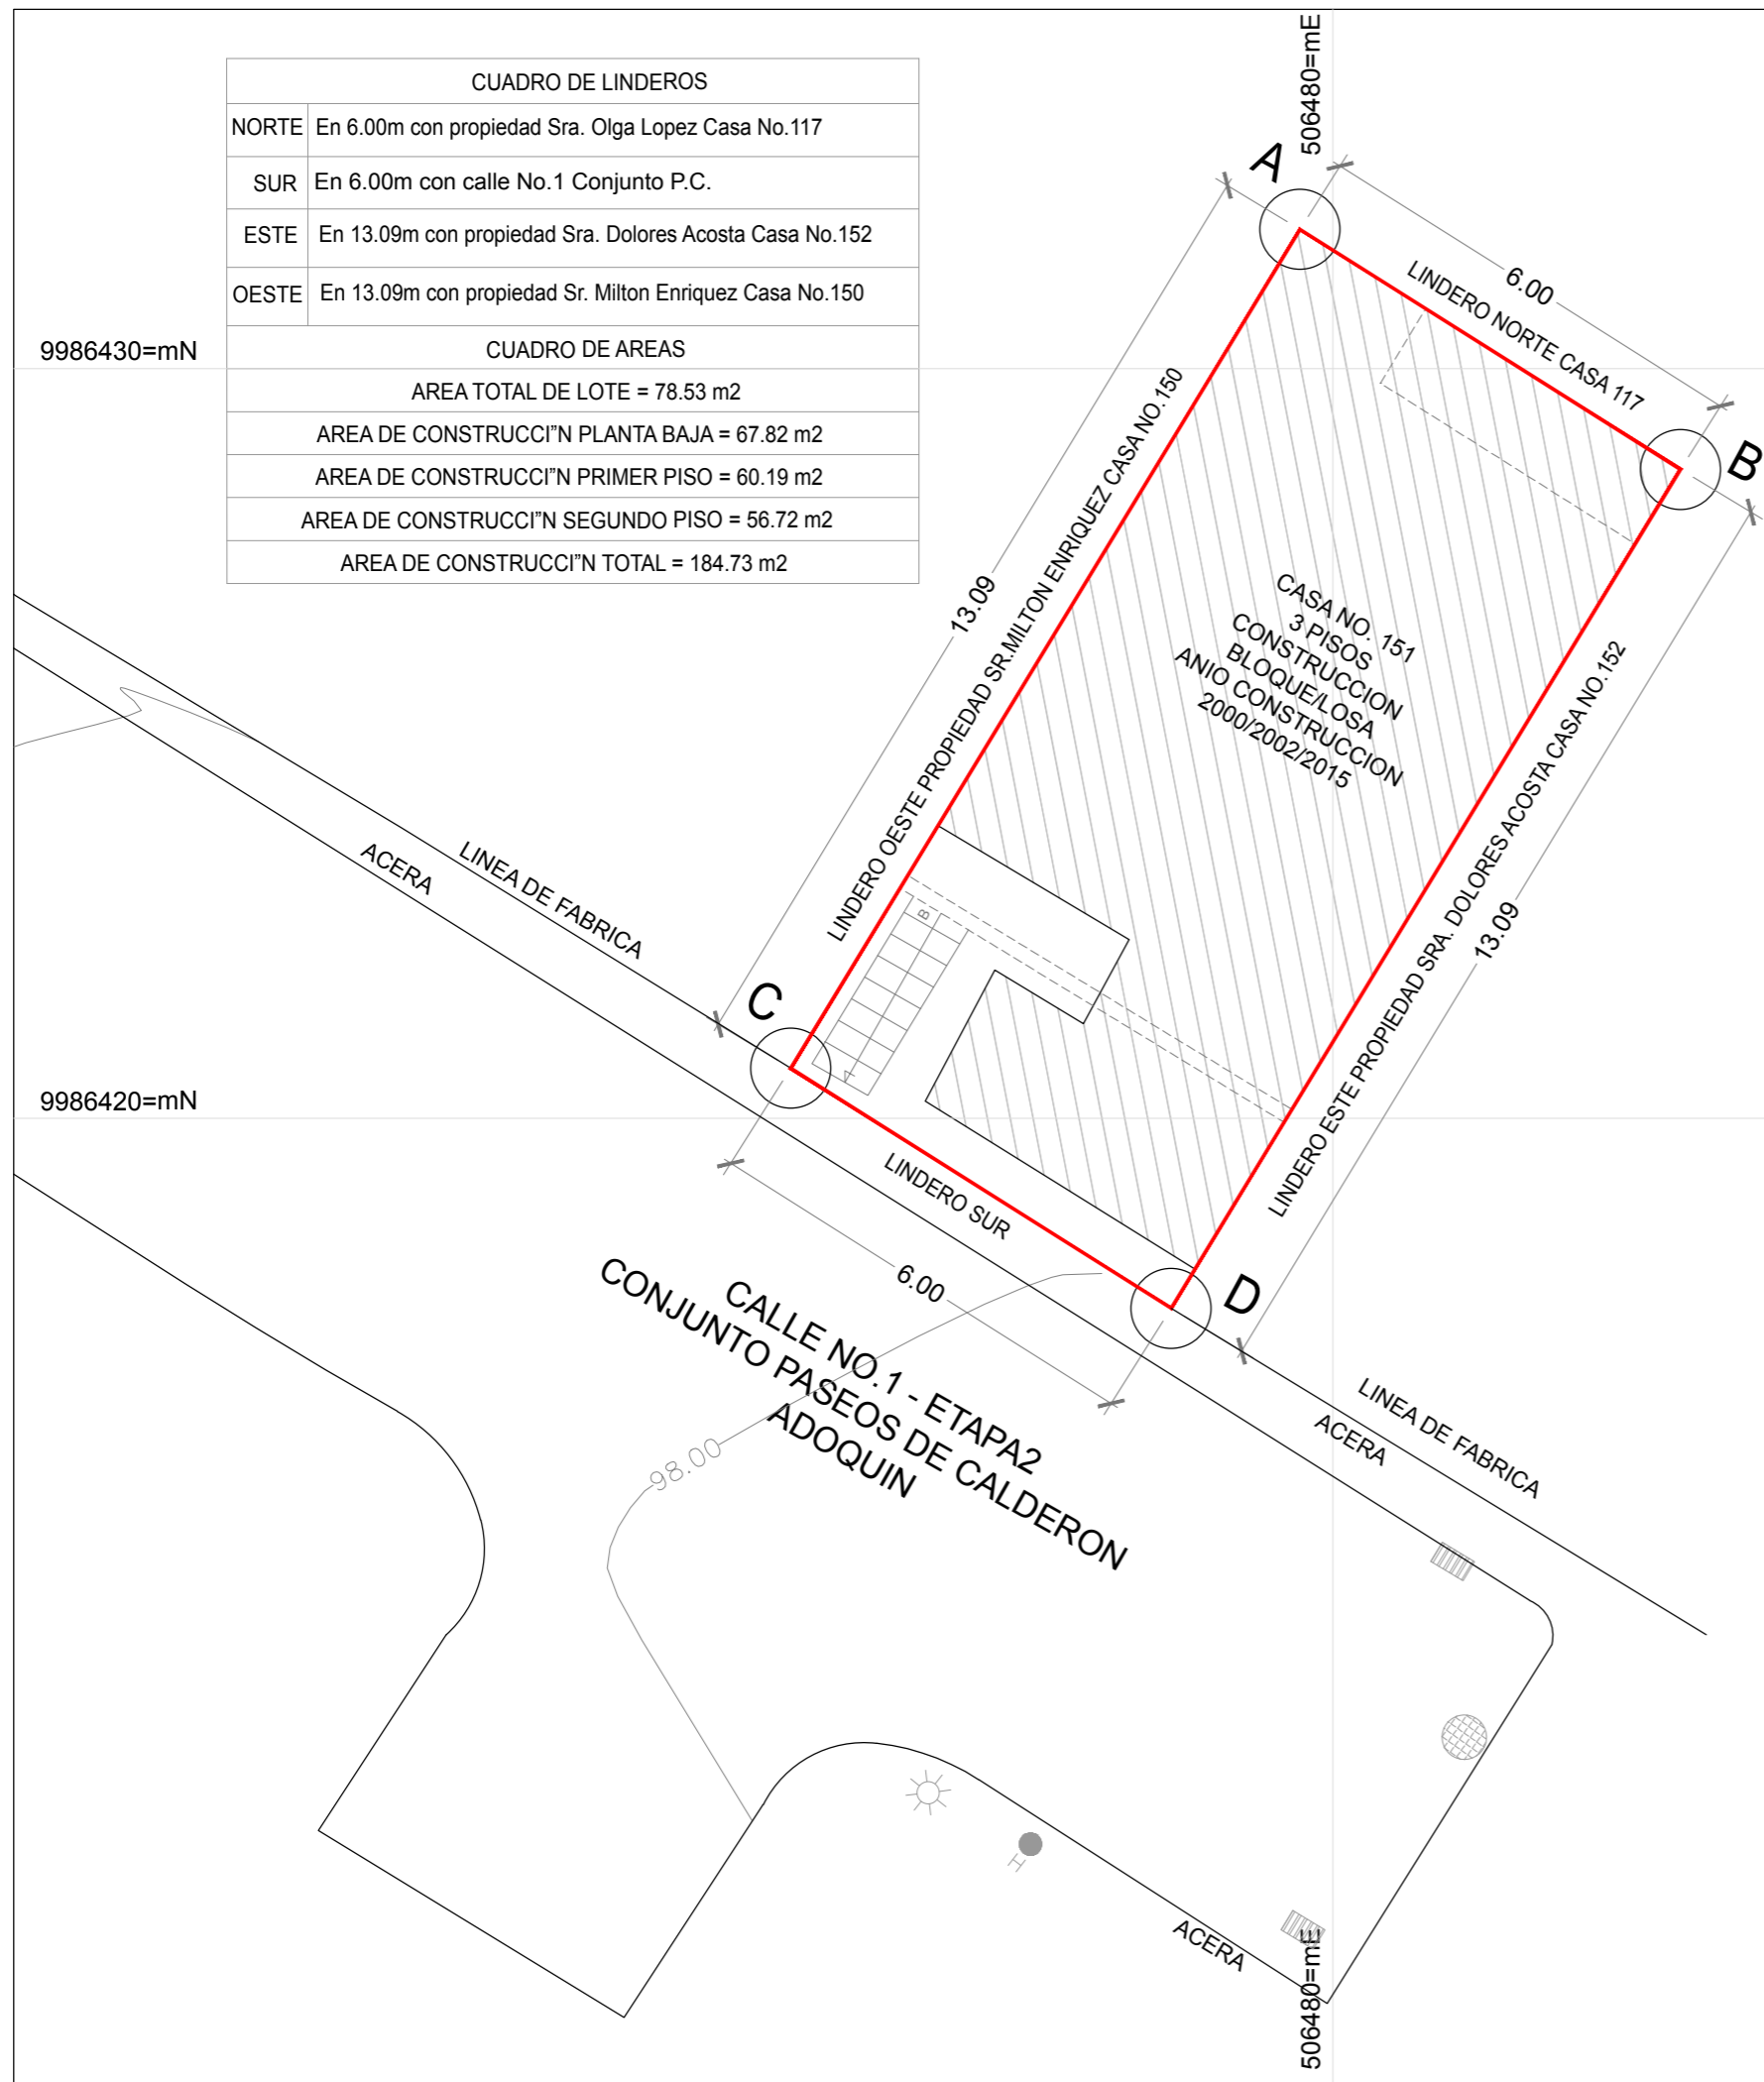 506480=mE
CUADRO DE LINDEROS
NORTE En 6.00m con propiedad Sra. Olga Lopez Casa No.117
SUR En 6.00m con calle No.1 Conjunto P.C.
ESTE En 13.09m con propiedad Sra. Dolores Acosta Casa No.152
OESTE En 13.09m con propiedad Sr. Milton Enriquez Casa No.150
CUADRO DE AREAS
AREA TOTAL DE LOTE = 78.53 m2
AREA DE CONSTRUCCI"N PLANTA BAJA = 67.82 m2
AREA DE CONSTRUCCI"N PRIMER PISO = 60.19 m2
AREA DE CONSTRUCCI"N SEGUNDO PISO = 56.72 m2
AREA DE CONSTRUCCI"N TOTAL = 184.73 m2
9986430=mN
A
6.00
LINDERO NORTE CASA 117
B
13.09
LINDERO OESTE PROPIEDAD SR.MILTON ENRIQUEZ CASA NO.150
CASA NO. 151
3 PISOS
CONSTRUCCION
BLOQUE/LOSA
ANIO CONSTRUCCION
2000/2002/2015
LINDERO ESTE PROPIEDAD SRA. DOLORES ACOSTA CASA NO.152
13.09
ACERA
LINEA DE FABRICA
B
C
9986420=mN
LINDERO SUR
6.00
D
CALLE NO.1 - ETAPA2
CONJUNTO PASEOS DE CALDERON
ADOQUIN
98.00
LINEA DE FABRICA
ACERA
H
ACERA
506480=mE